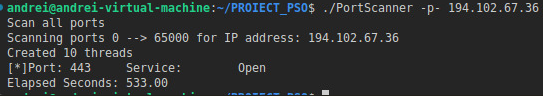 andrei@andrei-virtual-machine:~/PROIECT_PSO$ ./PortScanner -p- 194.102.67.36
Scan all ports
Scanning ports 0 --> 65000 for IP address: 194.102.67.36
Created 10 threads
[*]Port: 443     Service:          Open
Elapsed Seconds: 533.00